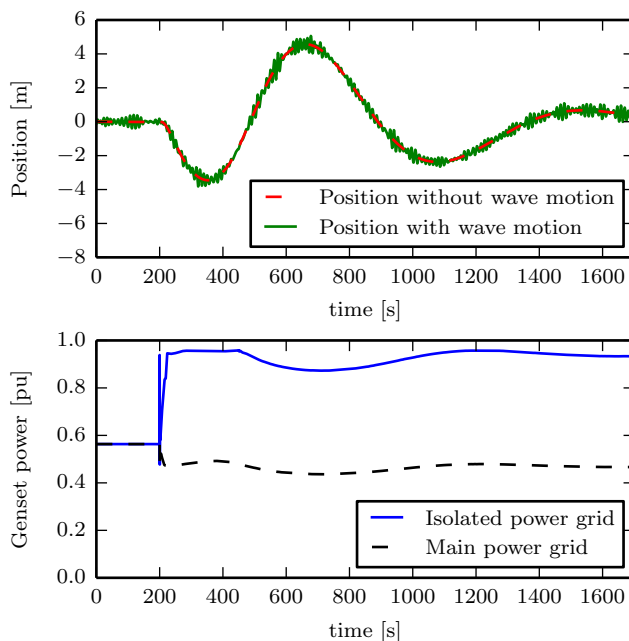 6
4
2
0
−2
−4
−6
−8
Position [m]
Position without wave motion
Position with wave motion
0 200 400 600 800 1000 1200 1400 1600
time [s]
1.0
0.8
0.6
0.4
0.2
0.0
Genset power [pu]
Isolated power grid
Main power grid
0 200 400 600 800 1000 1200 1400 1600
time [s]